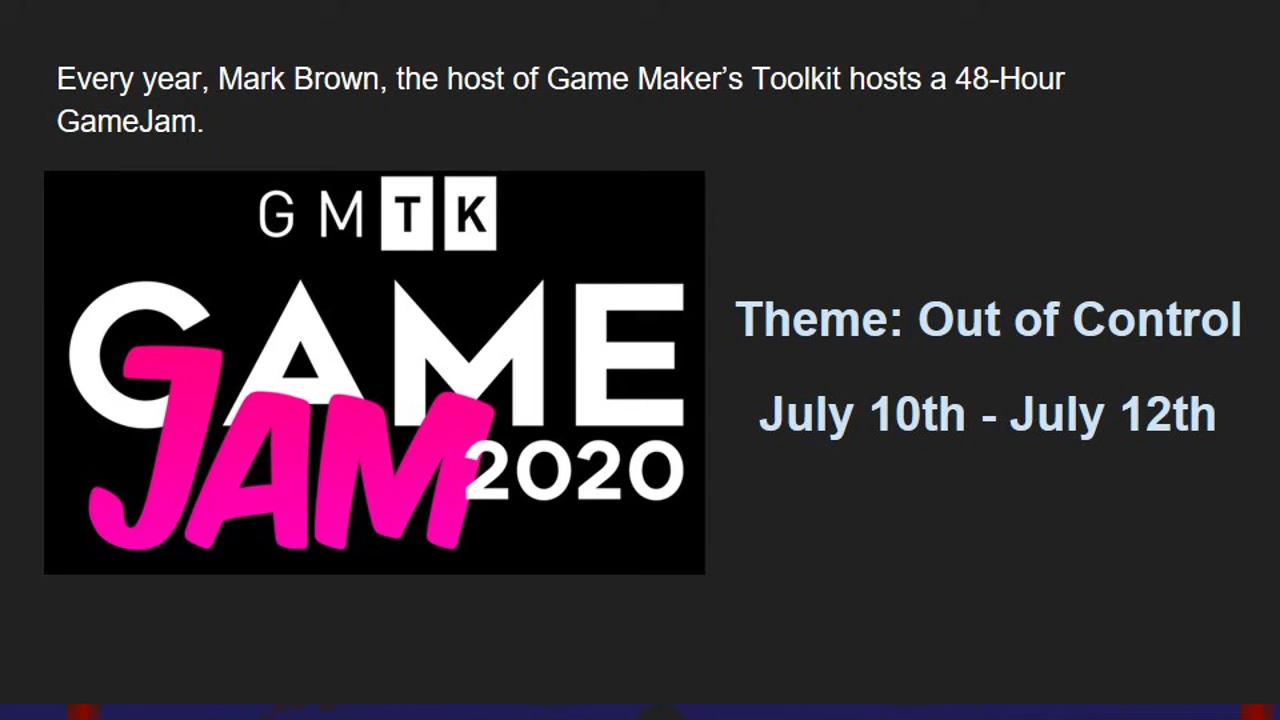 Every year, Mark Brown, the host of Game Maker’s Toolkit hosts a 48-Hour
GameJam.
GMTK
GAME
JAM
2020
Theme: Out of Control
July 10th - July 12th